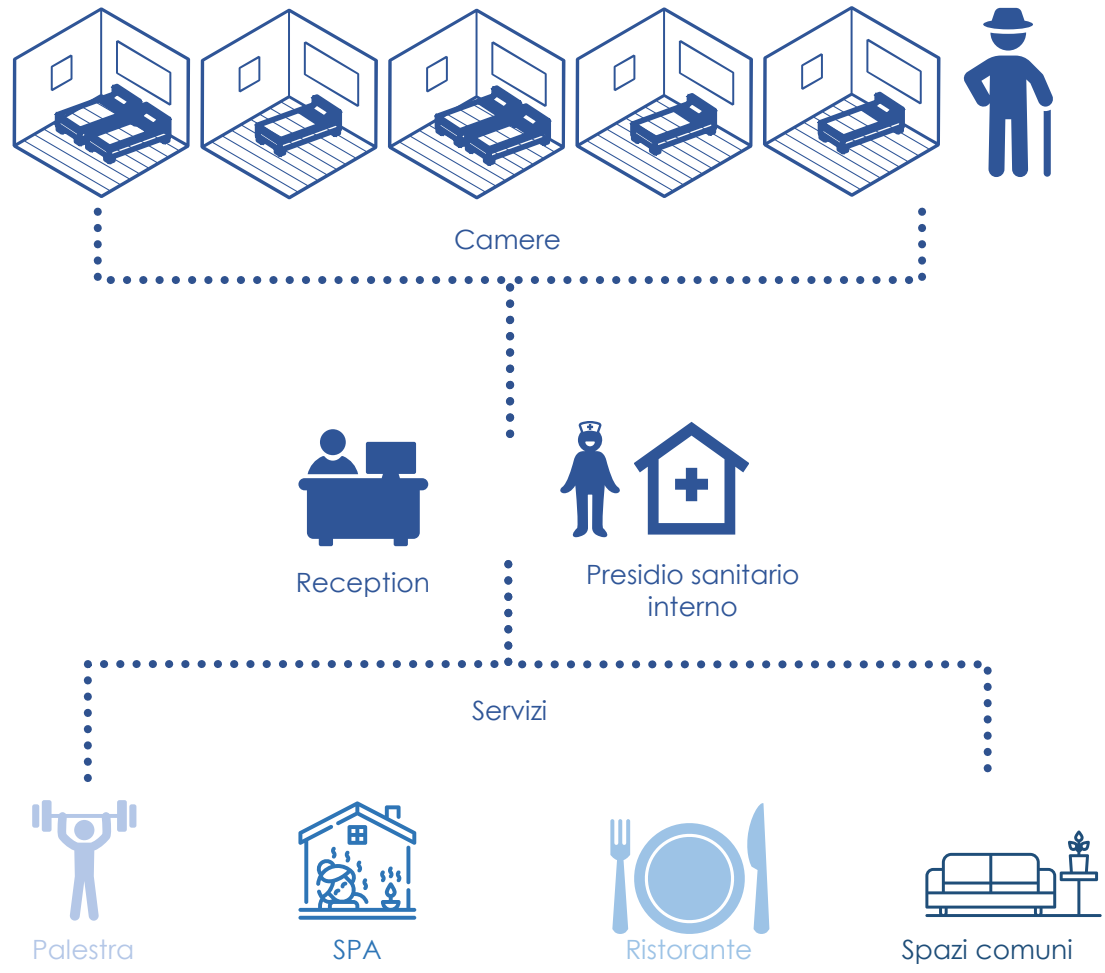 Camere
Reception
Presidio sanitario
interno
Servizi
Palestra
SPA
Ristorante
Spazi comuni